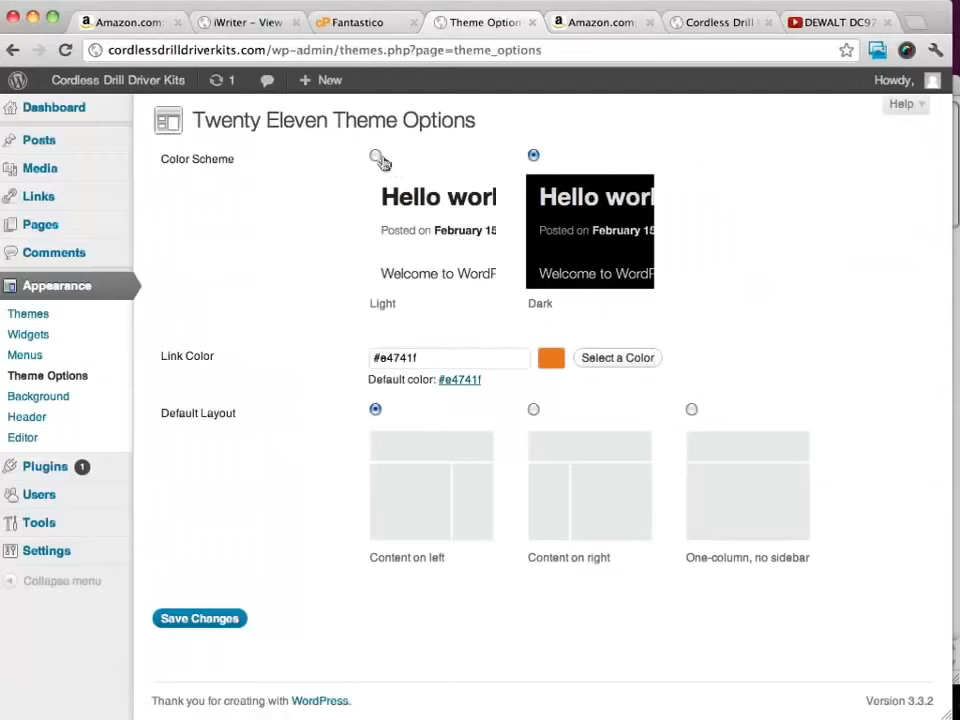 Amazon.com:
iWriter – View
cP Fantastico
Theme Option
Amazon.com:
Cordless Drill
DEWALT DC97
cordlessdrilldriverkits.com/wp-admin/themes.php?page=theme_options
Cordless Drill Driver Kits
1
+ New
Howdy,
Help
Dashboard
Posts
Media
Links
Pages
Comments
Appearance
Themes
Widgets
Menus
Theme Options
Background
Header
Editor
Plugins 1
Users
Tools
Settings
Collapse menu
Twenty Eleven Theme Options
Color Scheme
Hello worl
Posted on February 15
Welcome to WordP
Light
Hello worl
Posted on February 15
Welcome to WordP
Dark
Link Color
#e4741f
Select a Color
Default color: #e4741f
Default Layout
Content on left
Content on right
One-column, no sidebar
Save Changes
Thank you for creating with WordPress.
Version 3.3.2